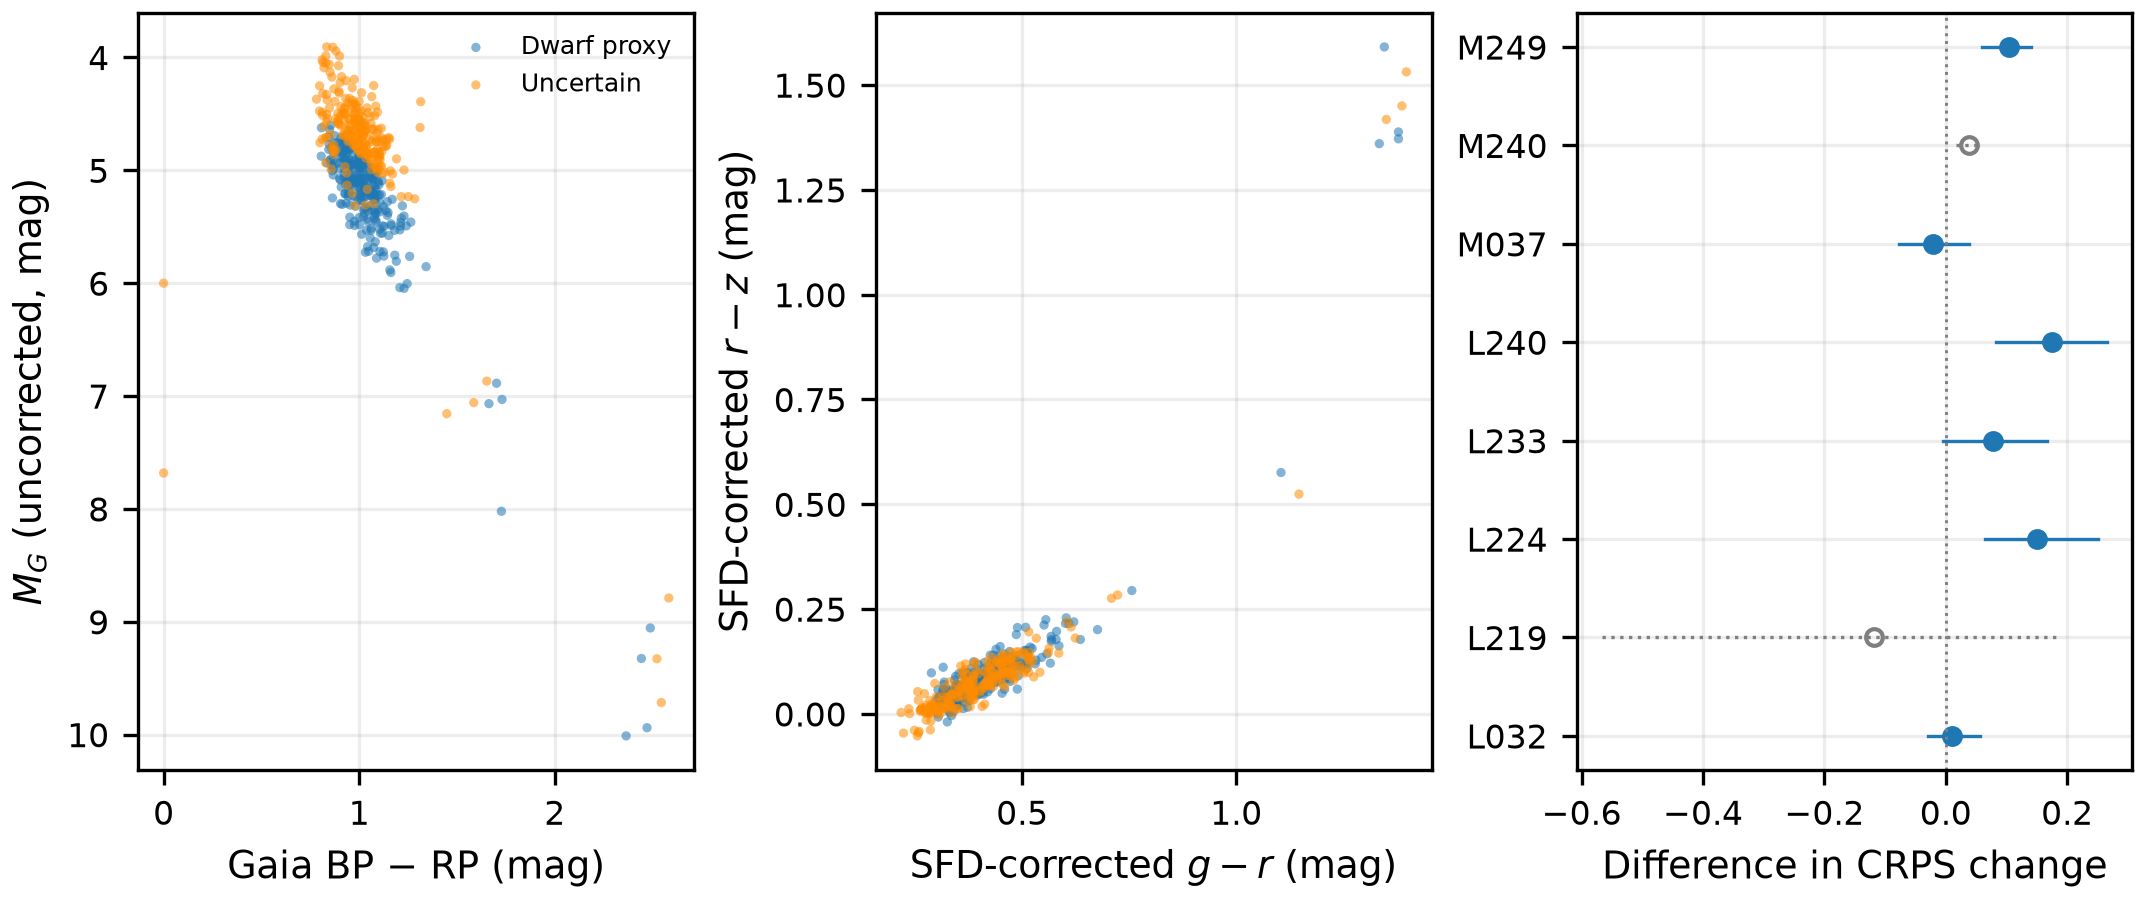 Dwarf proxy
Uncertain
4
5
6
7
8
9
10
0
1
2
M_G (uncorrected, mag)
Gaia BP − RP (mag)
1.50
1.25
1.00
0.75
0.50
0.25
0.00
0.5
1.0
SFD-corrected r − z (mag)
SFD-corrected g − r (mag)
M249
M240
M037
L240
L233
L224
L219
L032
−0.6
−0.4
−0.2
0.0
0.2
Difference in CRPS change